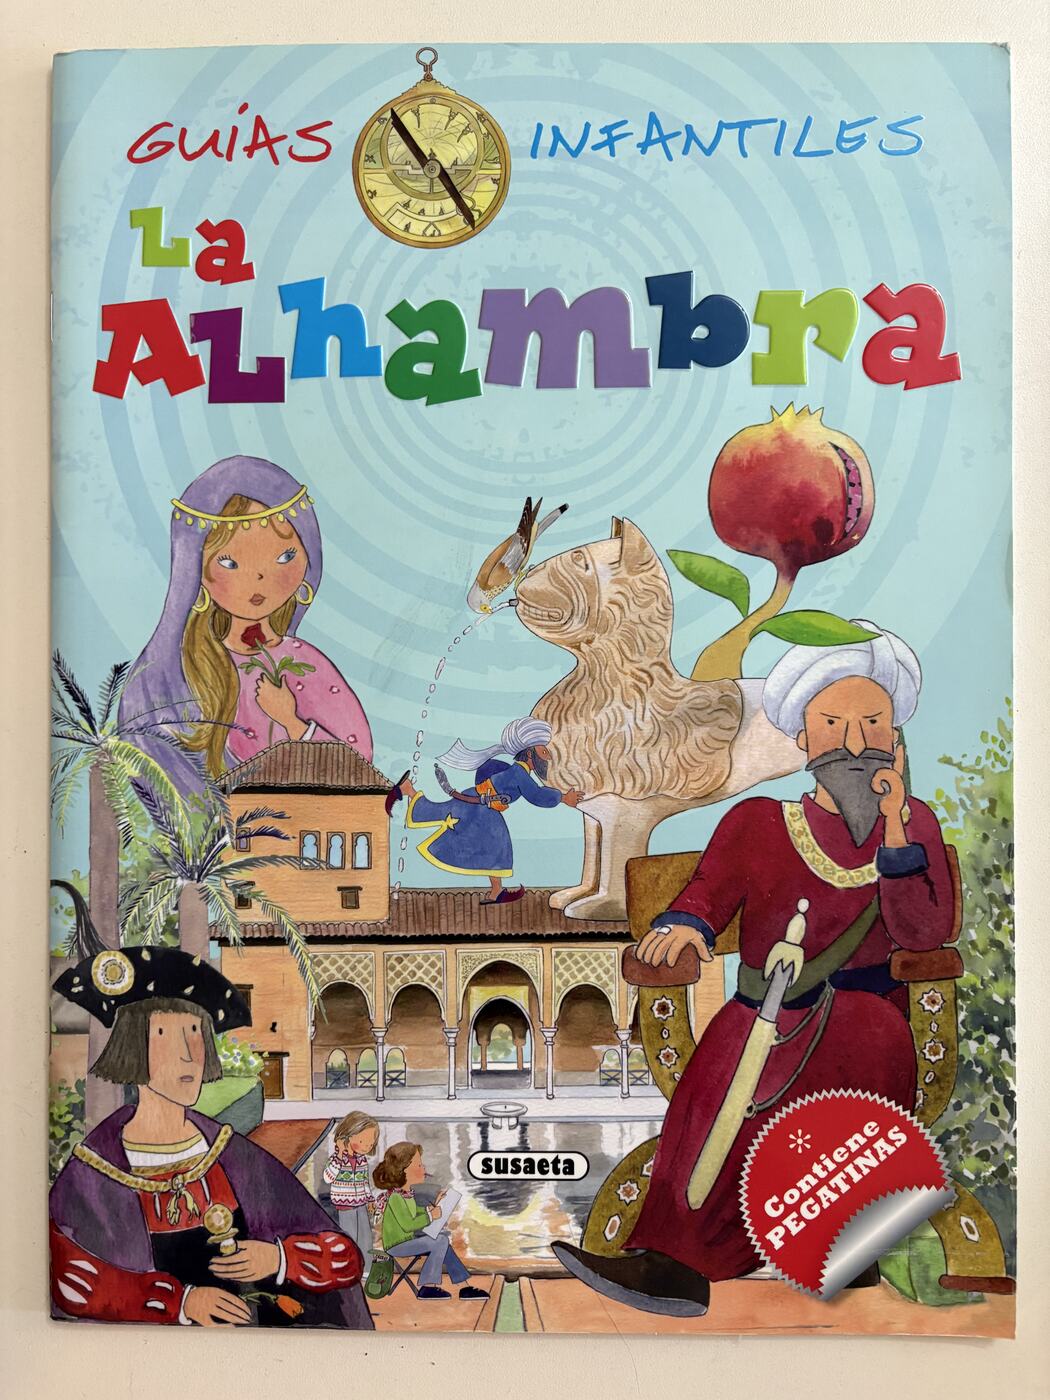 GUÍAS INFANTILES
La
Alhambra
susaeta
* Contiene
PEGATINAS